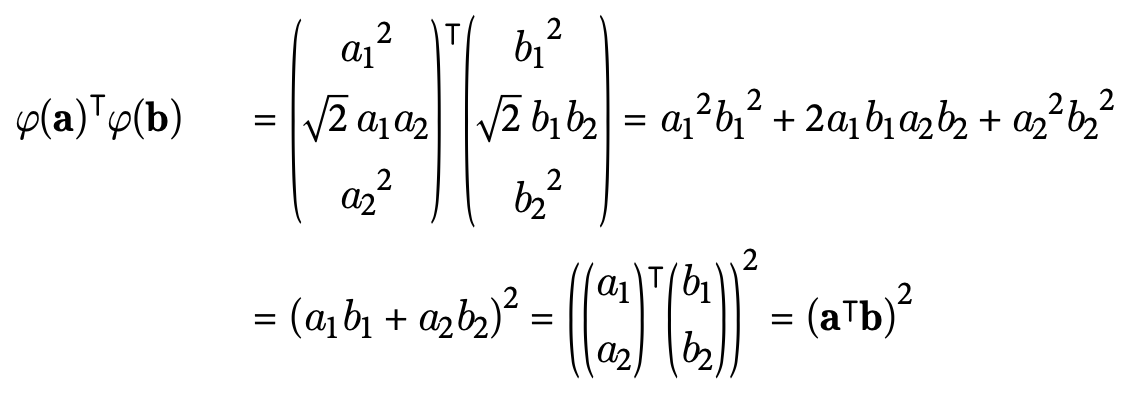 φ(𝐚)ᵀφ(𝐛) = (a₁² √2 a₁a₂ a₂²)ᵀ (b₁² √2 b₁b₂ b₂²) = a₁²b₁² + 2a₁b₁a₂b₂ + a₂²b₂²
= (a₁b₁ + a₂b₂)² = ((a₁ a₂)ᵀ (b₁ b₂))² = (𝐚ᵀ𝐛)²